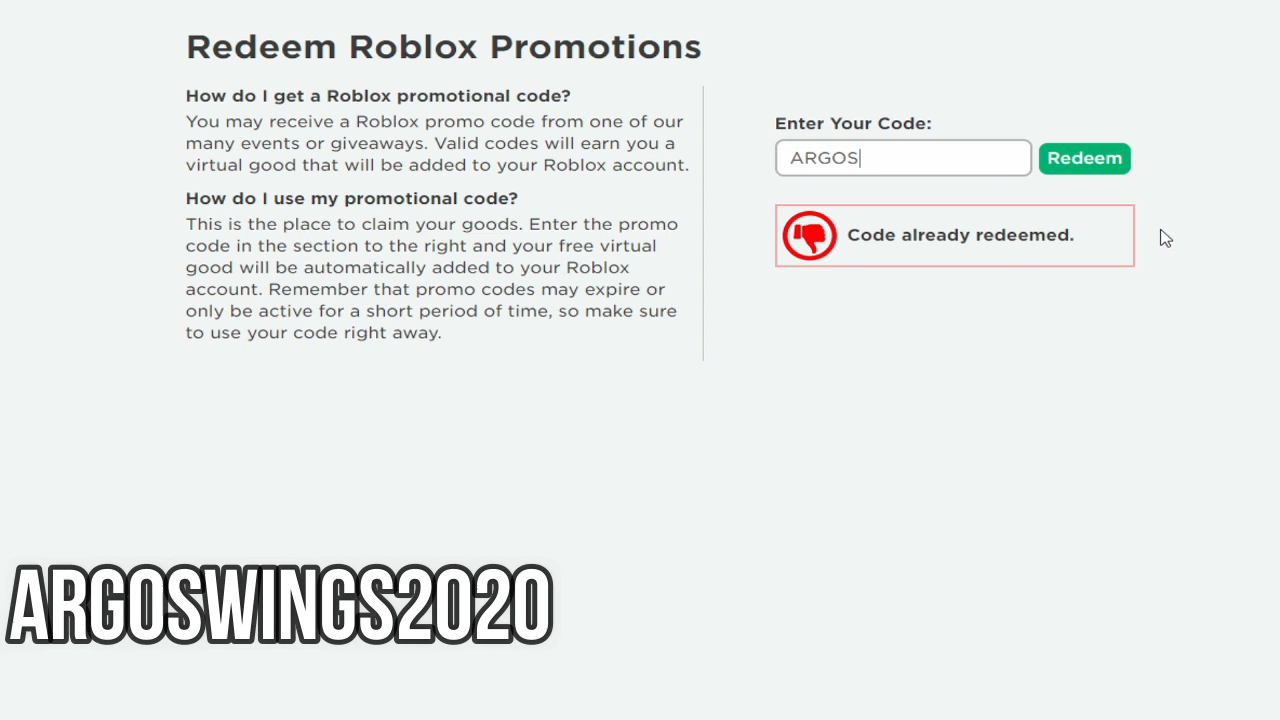 Redeem Roblox Promotions
How do I get a Roblox promotional code?
You may receive a Roblox promo code from one of our
many events or giveaways. Valid codes will earn you a
virtual good that will be added to your Roblox account.
How do I use my promotional code?
This is the place to claim your goods. Enter the promo
code in the section to the right and your free virtual
good will be automatically added to your Roblox
account. Remember that promo codes may expire or
only be active for a short period of time, so make sure
to use your code right away.
Enter Your Code:
ARGOS
Redeem
Code already redeemed.
ARGOSWINGS2020